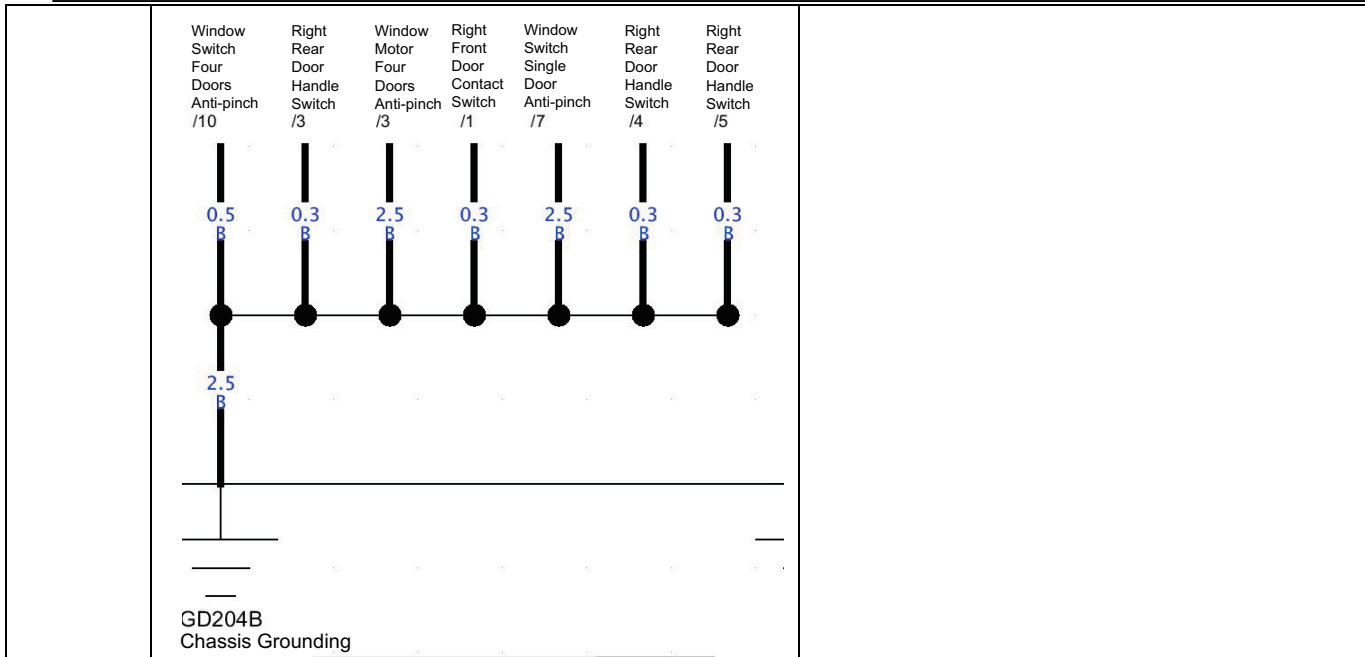 Window
Switch
Four
Doors
Anti-pinch
/10
Right
Rear
Door
Handle
Switch
/3
Window
Motor
Four
Doors
Anti-pinch
/3
Right
Front
Door
Contact
Switch
/1
Window
Switch
Single
Door
Anti-pinch
/7
Right
Rear
Door
Handle
Switch
/4
Right
Rear
Door
Handle
Switch
/5
0.5
B
0.3
B
2.5
B
0.3
B
2.5
B
0.3
B
0.3
B
2.5
B
GD204B
Chassis Grounding